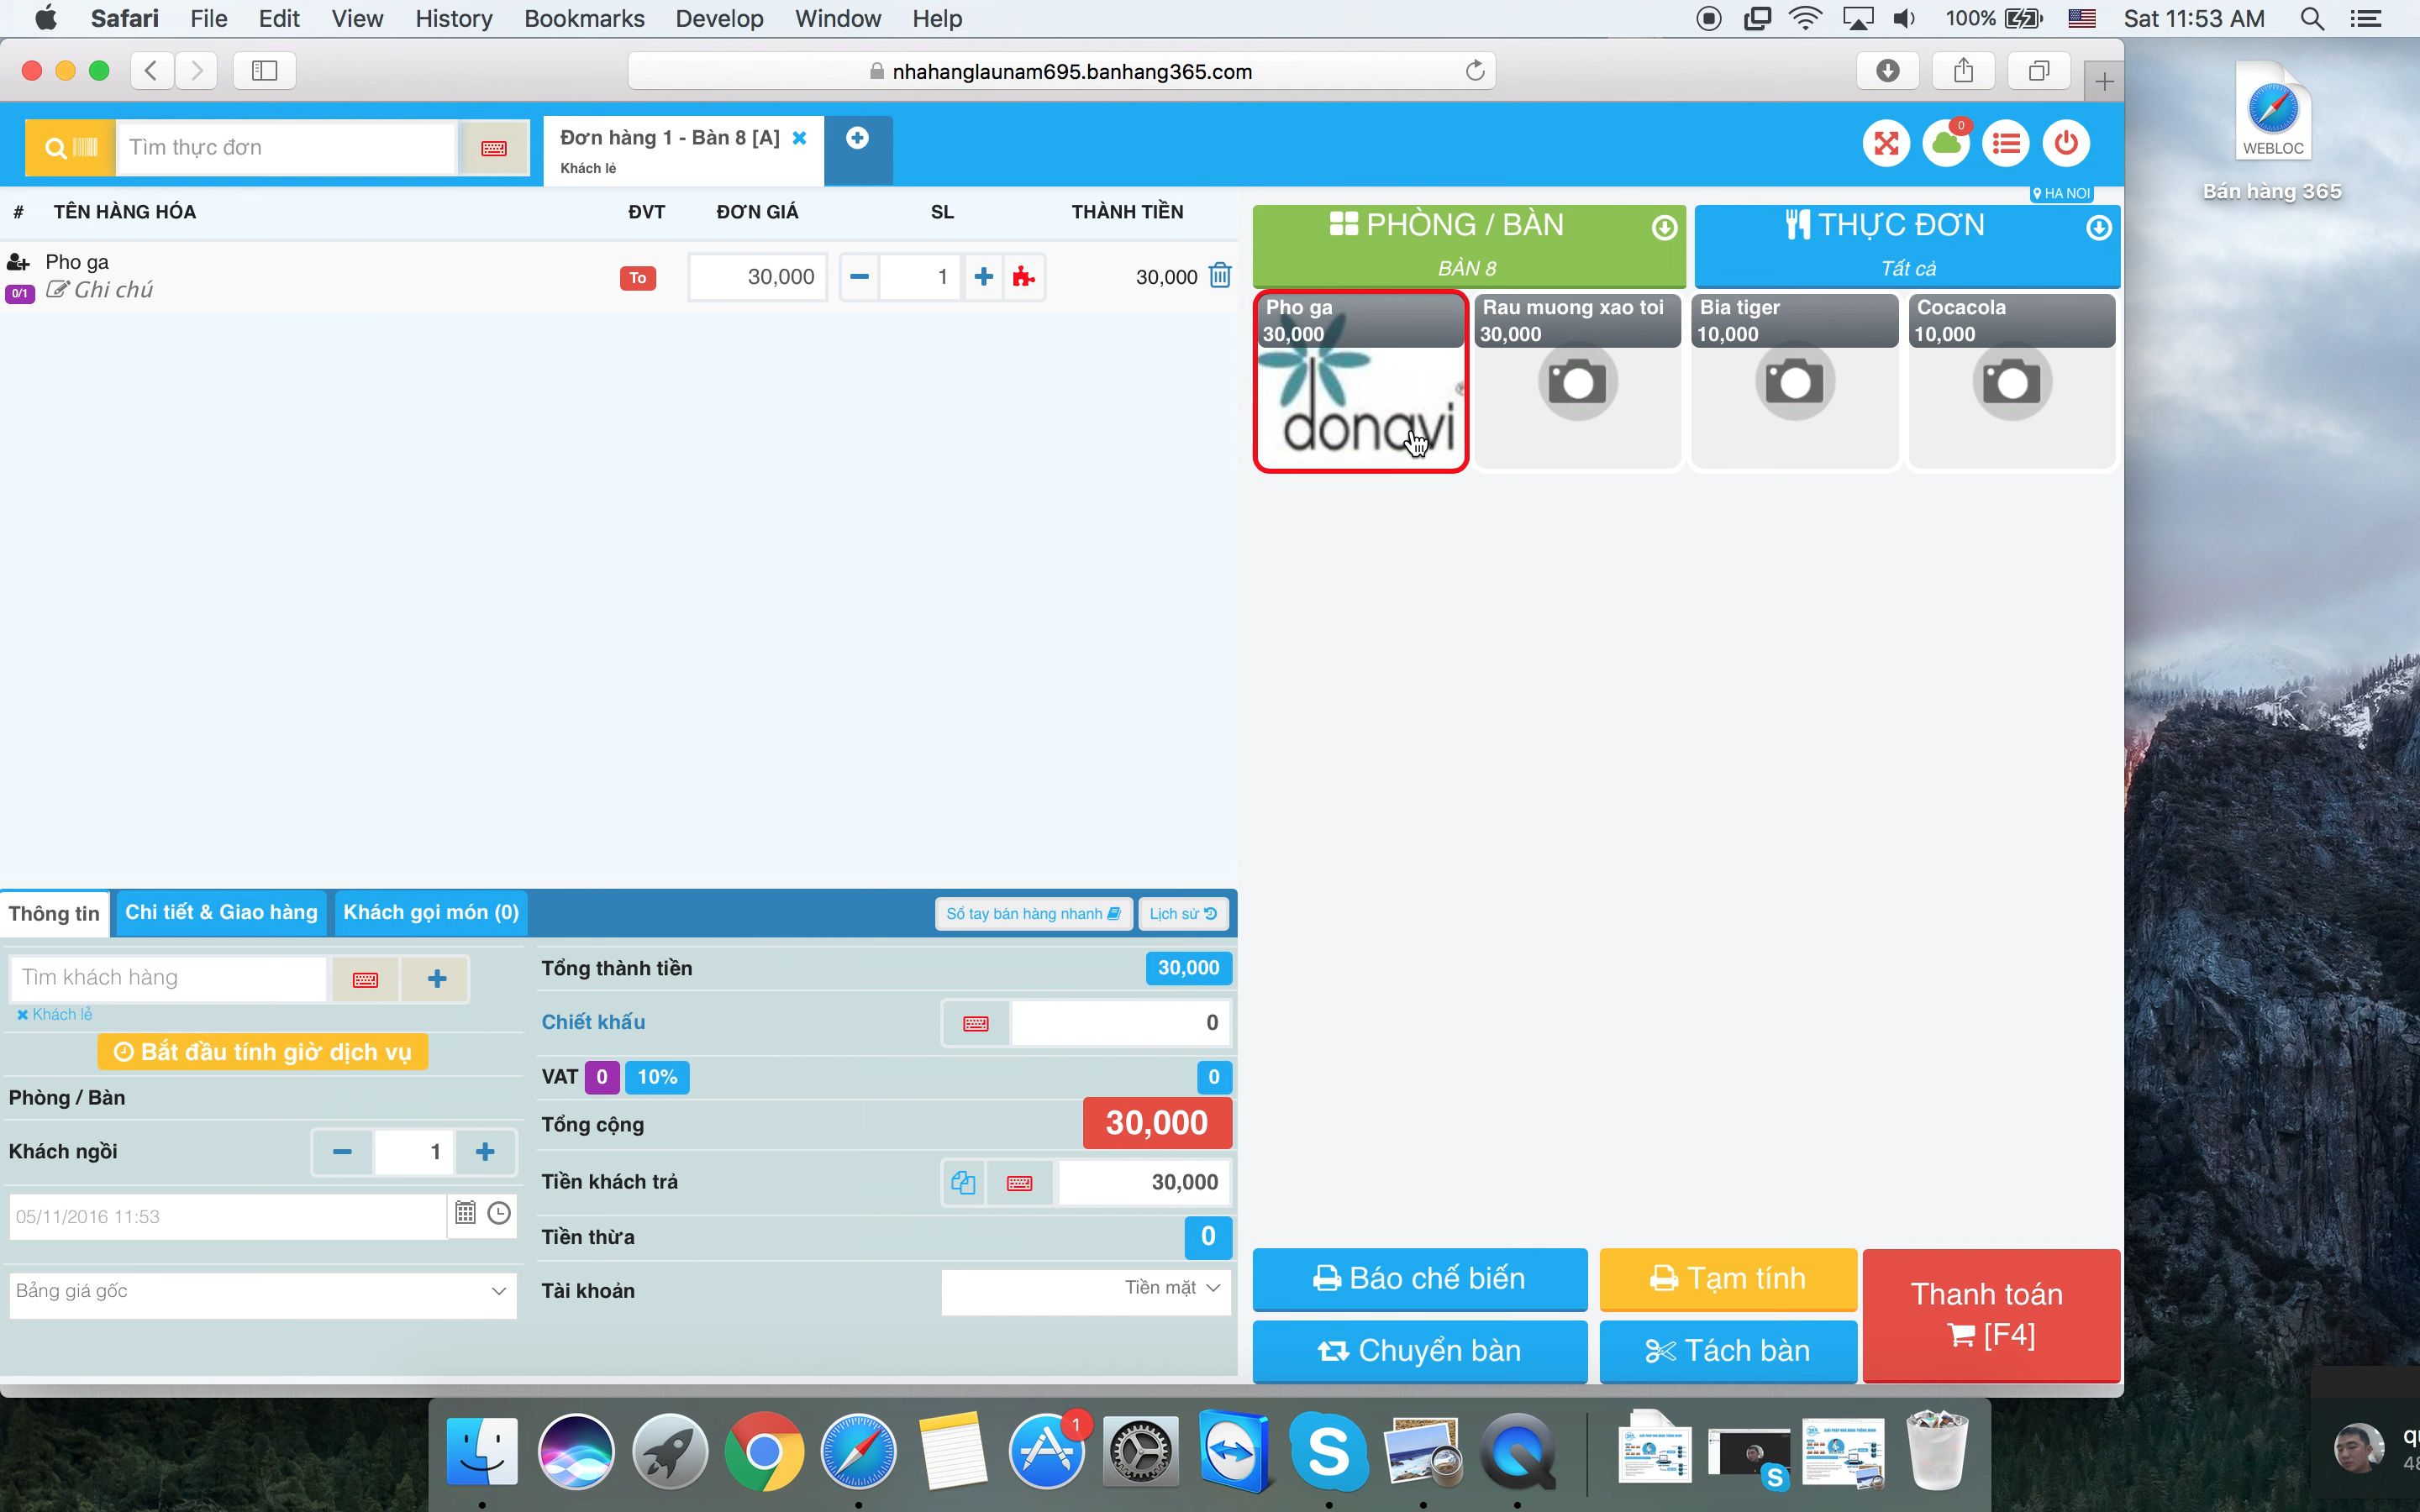 Safari File Edit View History Bookmarks Develop Window Help
100% Sat 11:53 AM
nhahanglaunam695.banhang365.com
WEBLOC
Bán hàng 365
Tìm thực đơn
Đơn hàng 1 - Bàn 8 [A]
Khách lẻ
0
HA NOI
# TÊN HÀNG HÓA ĐVT ĐƠN GIÁ SL THÀNH TIỀN
Pho ga To 30,000 1 30,000
0/1 Ghi chú
PHÒNG / BÀN
BÀN 8
THỰC ĐƠN
Tất cả
Pho ga
30,000
donavi
Rau muong xao toi
30,000
Bia tiger
10,000
Cocacola
10,000
Thông tin Chi tiết & Giao hàng Khách gọi món (0) Sổ tay bán hàng nhanh Lịch sử
Tìm khách hàng
Khách lẻ
Bắt đầu tính giờ dịch vụ
Phòng / Bàn
Khách ngồi 1
05/11/2016 11:53
Bảng giá gốc
Tổng thành tiền 30,000
Chiết khấu 0
VAT 0 10% 0
Tổng cộng 30,000
Tiền khách trả 30,000
Tiền thừa 0
Tài khoản Tiền mặt
Báo chế biến
Tạm tính
Thanh toán
[F4]
Chuyển bàn
Tách bàn
1